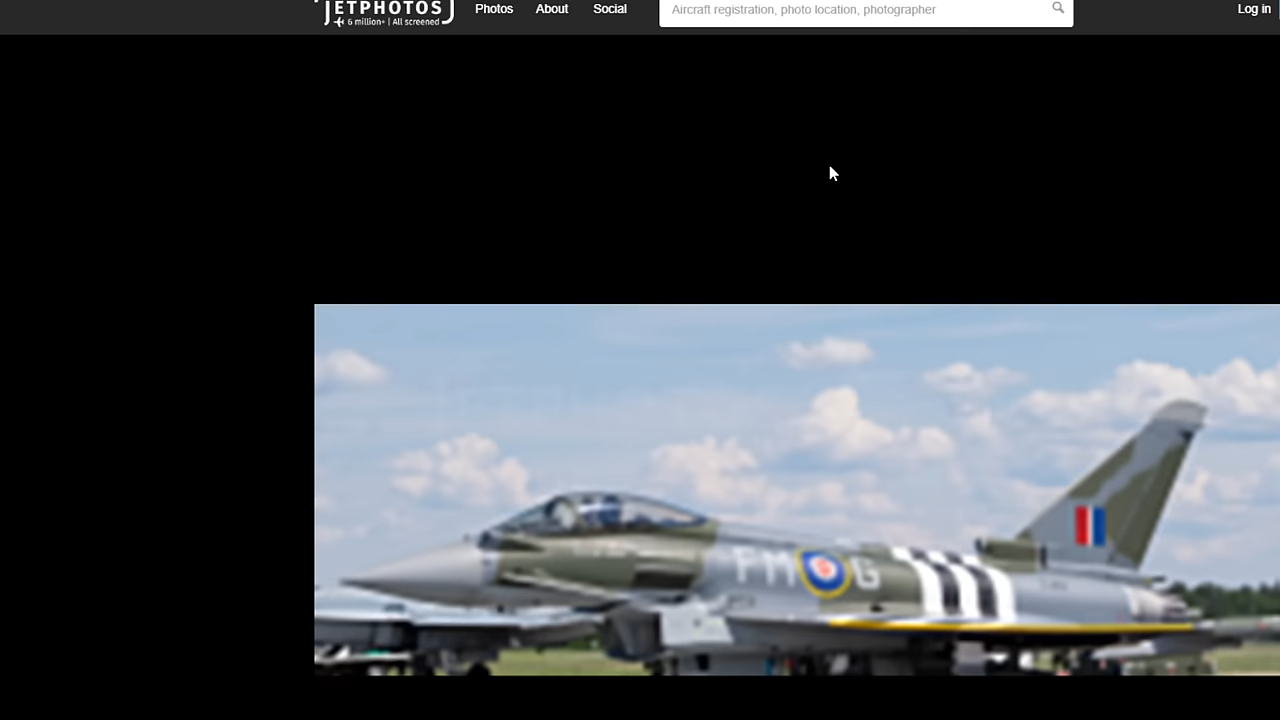 JETPHOTOS
6 million+ | All screened
Photos
About
Social
Aircraft registration, photo location, photographer
Log in
FM G